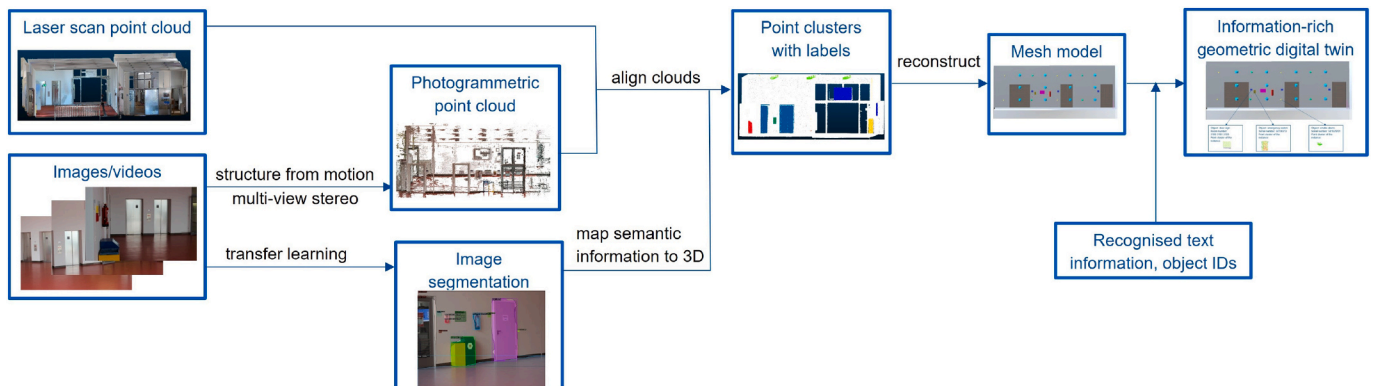 Laser scan point cloud
Images/videos
structure from motion
multi-view stereo
transfer learning
Photogrammetric
point cloud
Image
segmentation
align clouds
map semantic
information to 3D
Point clusters
with labels
reconstruct
Mesh model
Recognised text
information, object IDs
Information-rich
geometric digital twin